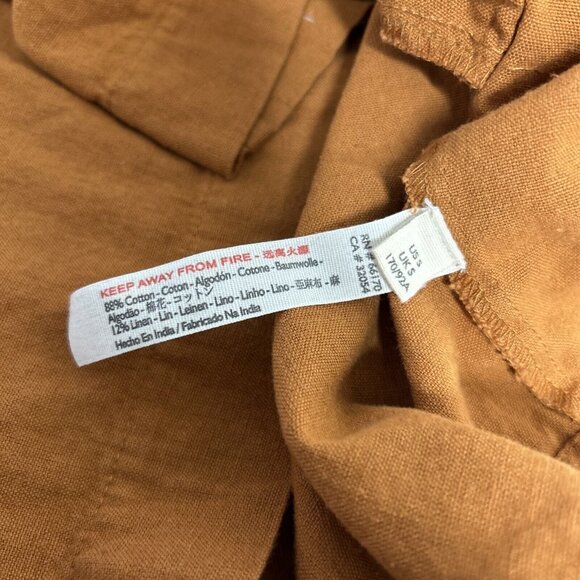 KEEP AWAY FROM FIRE - 远离火源
88% Cotton - Coton - Algodón - Cotone - Baumwolle -
Algodão - 棉花 - コットン
12% Linen - Lin - Leinen - Lino - Linho - Lino - 亜麻布 - 麻
Hecho En India / Fabricado Na India
RN # 66170
CA # 32054
US S
UK S
170/92A